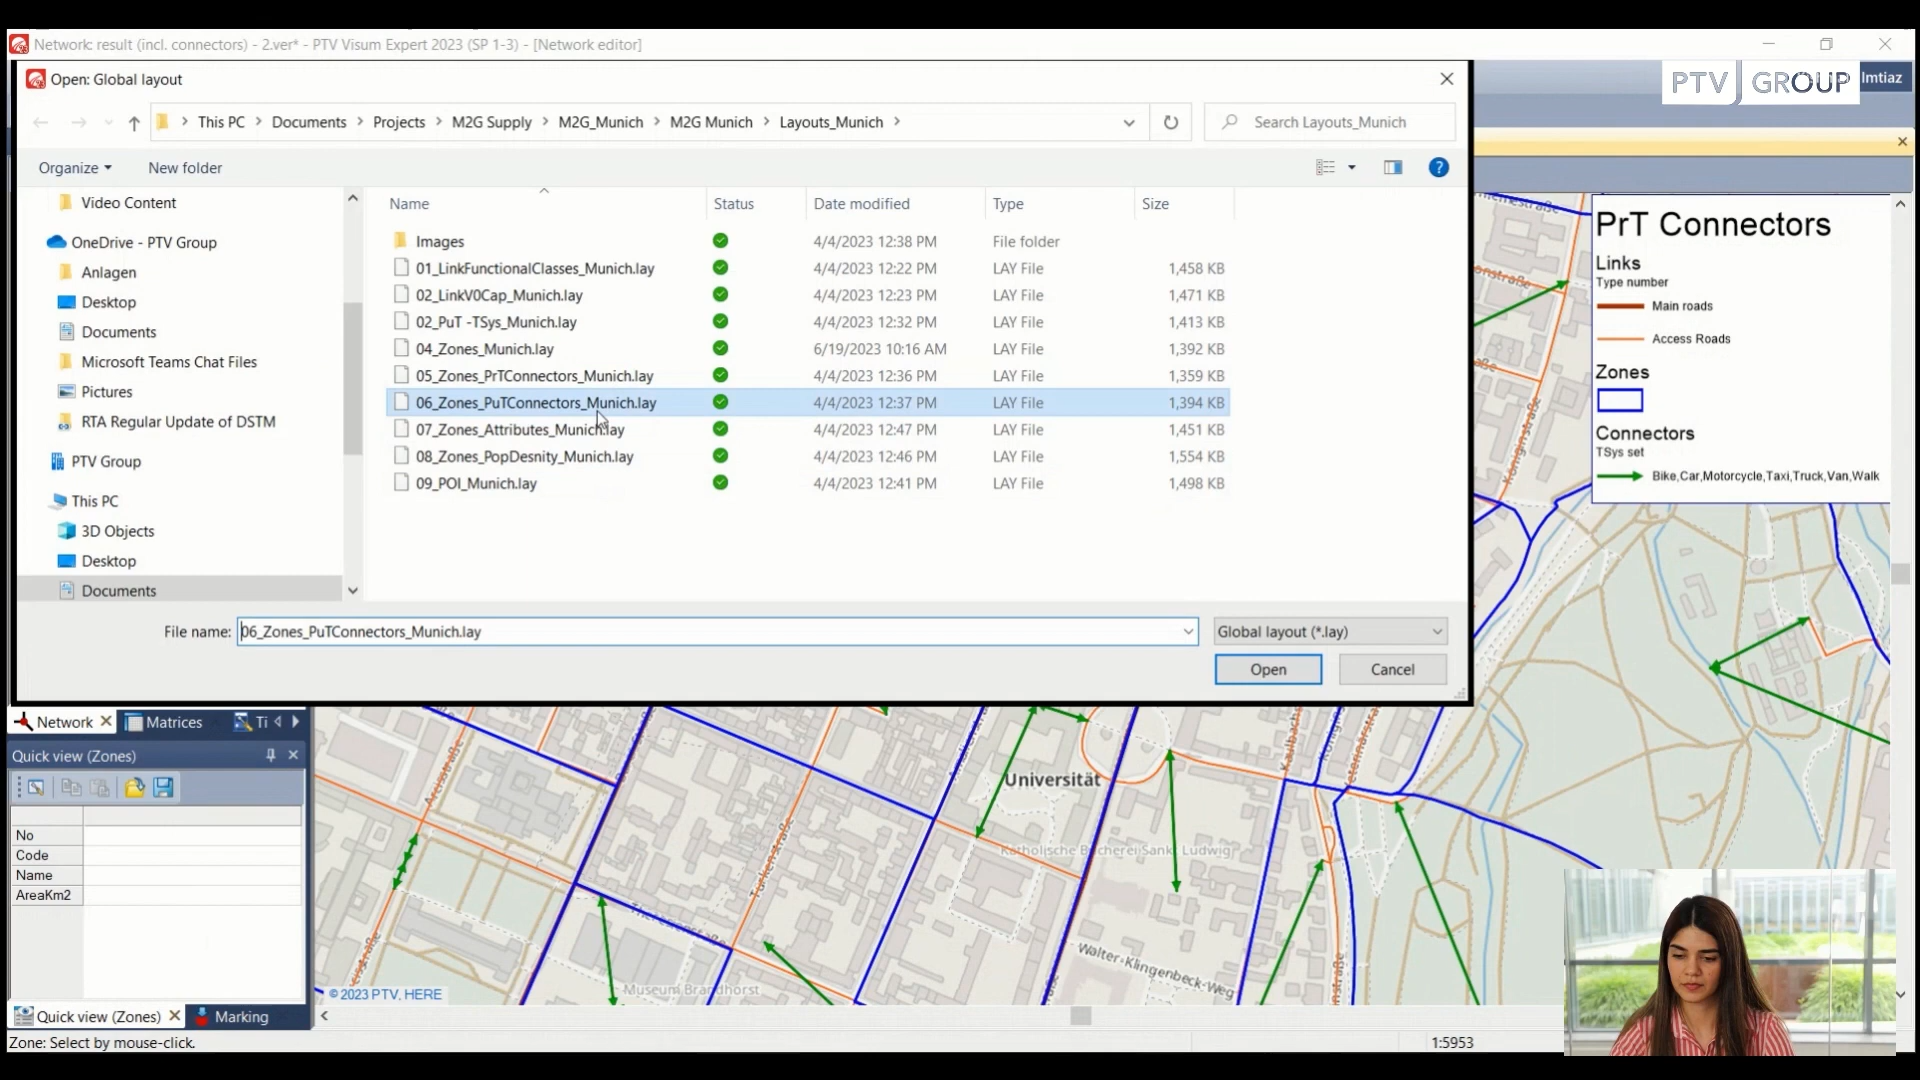 Network: result (incl. connectors) - 2.ver* - PTV Visum Expert 2023 (SP 1-3) - [Network editor]
Open: Global layout
PTV GROUP
Imtiaz
This PC > Documents > Projects > M2G Supply > M2G_Munich > M2G Munich > Layouts_Munich >
Search Layouts_Munich
Organize
New folder
Name Status Date modified Type Size
Video Content
OneDrive - PTV Group
Anlagen
Desktop
Documents
Microsoft Teams Chat Files
Pictures
RTA Regular Update of DSTM
PTV Group
This PC
3D Objects
Desktop
Documents
Images 4/4/2023 12:38 PM File folder
01_LinkFunctionalClasses_Munich.lay 4/4/2023 12:22 PM LAY File 1,458 KB
02_LinkV0Cap_Munich.lay 4/4/2023 12:23 PM LAY File 1,471 KB
02_PuT -TSys_Munich.lay 4/4/2023 12:32 PM LAY File 1,413 KB
04_Zones_Munich.lay 6/19/2023 10:16 AM LAY File 1,392 KB
05_Zones_PrTConnectors_Munich.lay 4/4/2023 12:36 PM LAY File 1,359 KB
06_Zones_PuTConnectors_Munich.lay 4/4/2023 12:37 PM LAY File 1,394 KB
07_Zones_Attributes_Munich.lay 4/4/2023 12:47 PM LAY File 1,451 KB
08_Zones_PopDesnity_Munich.lay 4/4/2023 12:46 PM LAY File 1,554 KB
09_POI_Munich.lay 4/4/2023 12:41 PM LAY File 1,498 KB
File name: 06_Zones_PuTConnectors_Munich.lay
Global layout (*.lay)
Open
Cancel
PrT Connectors
Links
Type number
Main roads
Access Roads
Zones
Connectors
TSys set
Bike,Car,Motorcycle,Taxi,Truck,Van,Walk
Königinstraße
Network
Matrices
Ti
Quick view (Zones)
No
Code
Name
AreaKm2
Arcisstraße
Türkenstraße
Theresienstraße
Universität
Katholische Bücherei Sankt Ludwig
Museum Brandhorst
Walter-Klingenbeck-Weg
© 2023 PTV, HERE
Quick view (Zones)
Marking
Zone: Select by mouse-click.
1:5953